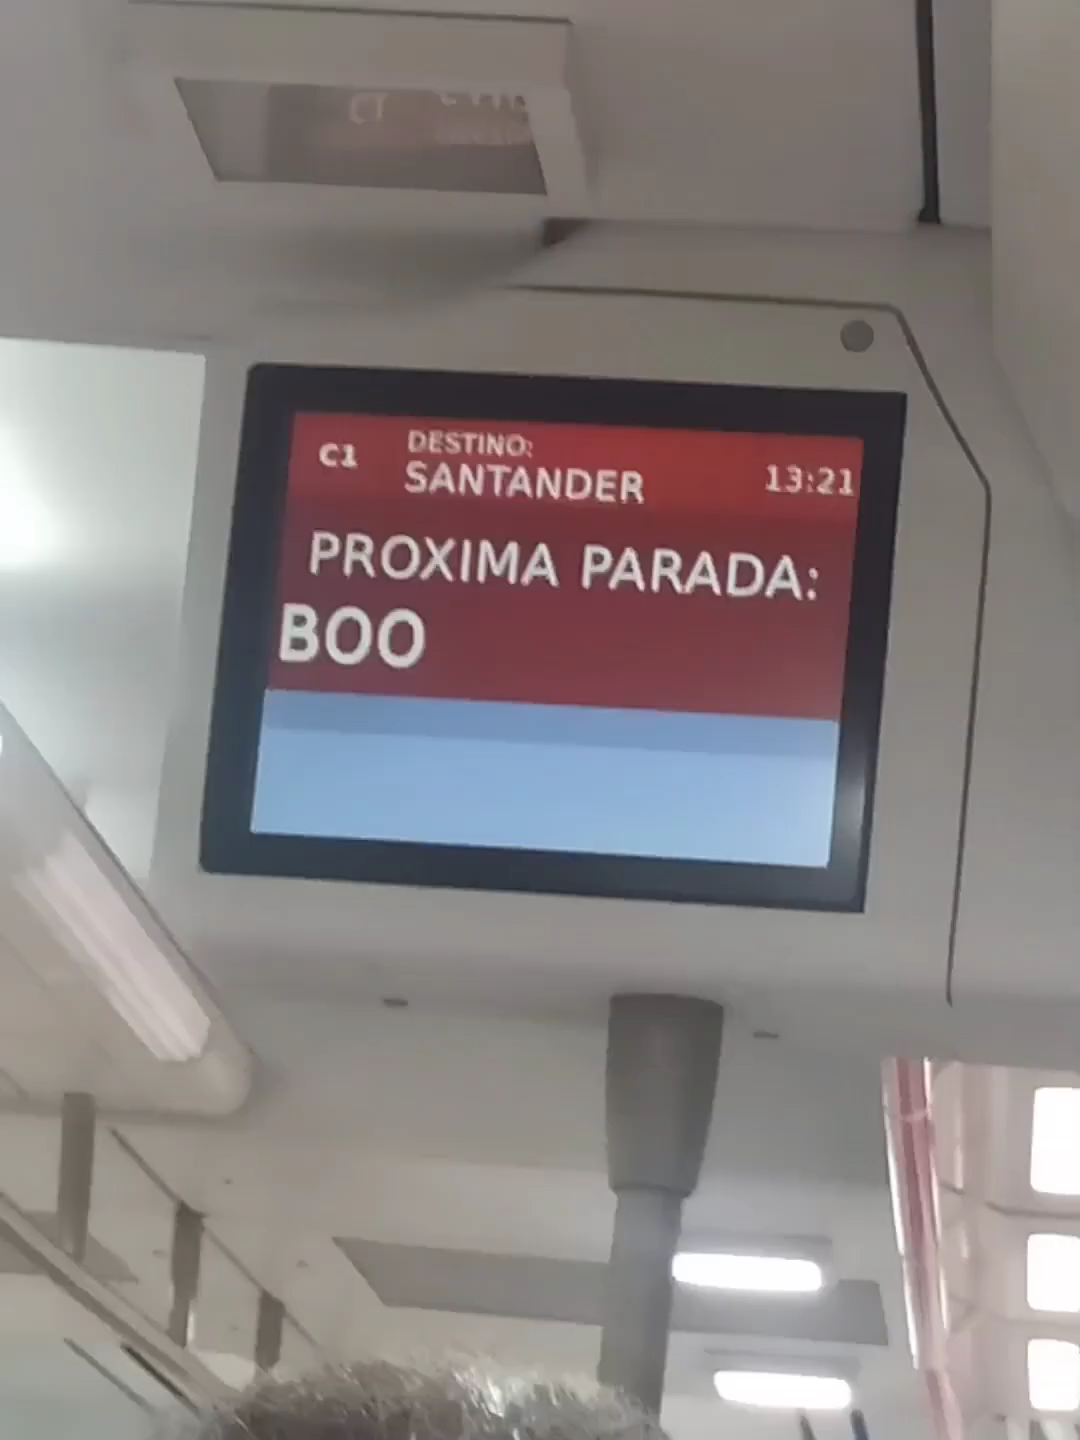 C1
DESTINO:
SANTANDER
13:21
PROXIMA PARADA:
BOO